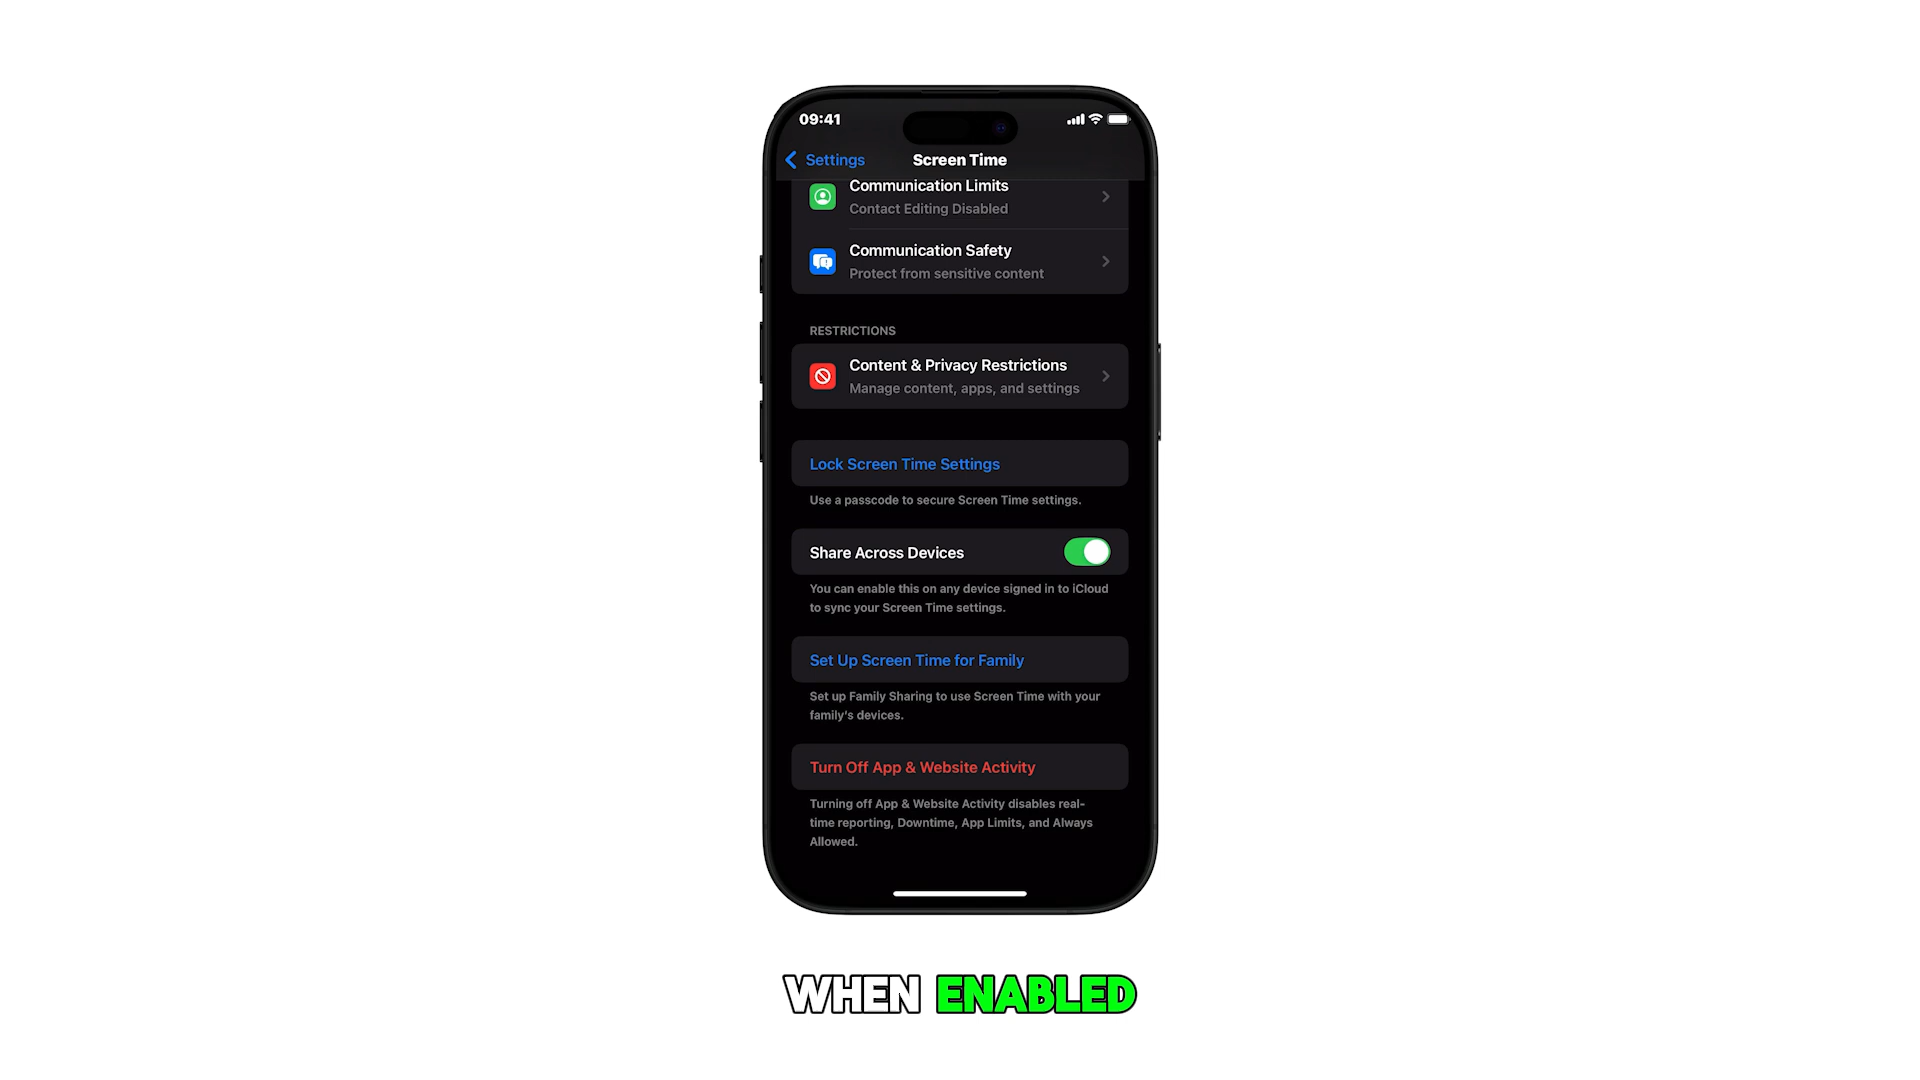 09:41
Settings
Screen Time
Communication Limits
Contact Editing Disabled
Communication Safety
Protect from sensitive content
RESTRICTIONS
Content & Privacy Restrictions
Manage content, apps, and settings
Lock Screen Time Settings
Use a passcode to secure Screen Time settings.
Share Across Devices
You can enable this on any device signed in to iCloud
to sync your Screen Time settings.
Set Up Screen Time for Family
Set up Family Sharing to use Screen Time with your
family's devices.
Turn Off App & Website Activity
Turning off App & Website Activity disables real-
time reporting, Downtime, App Limits, and Always
Allowed.
WHEN ENABLED